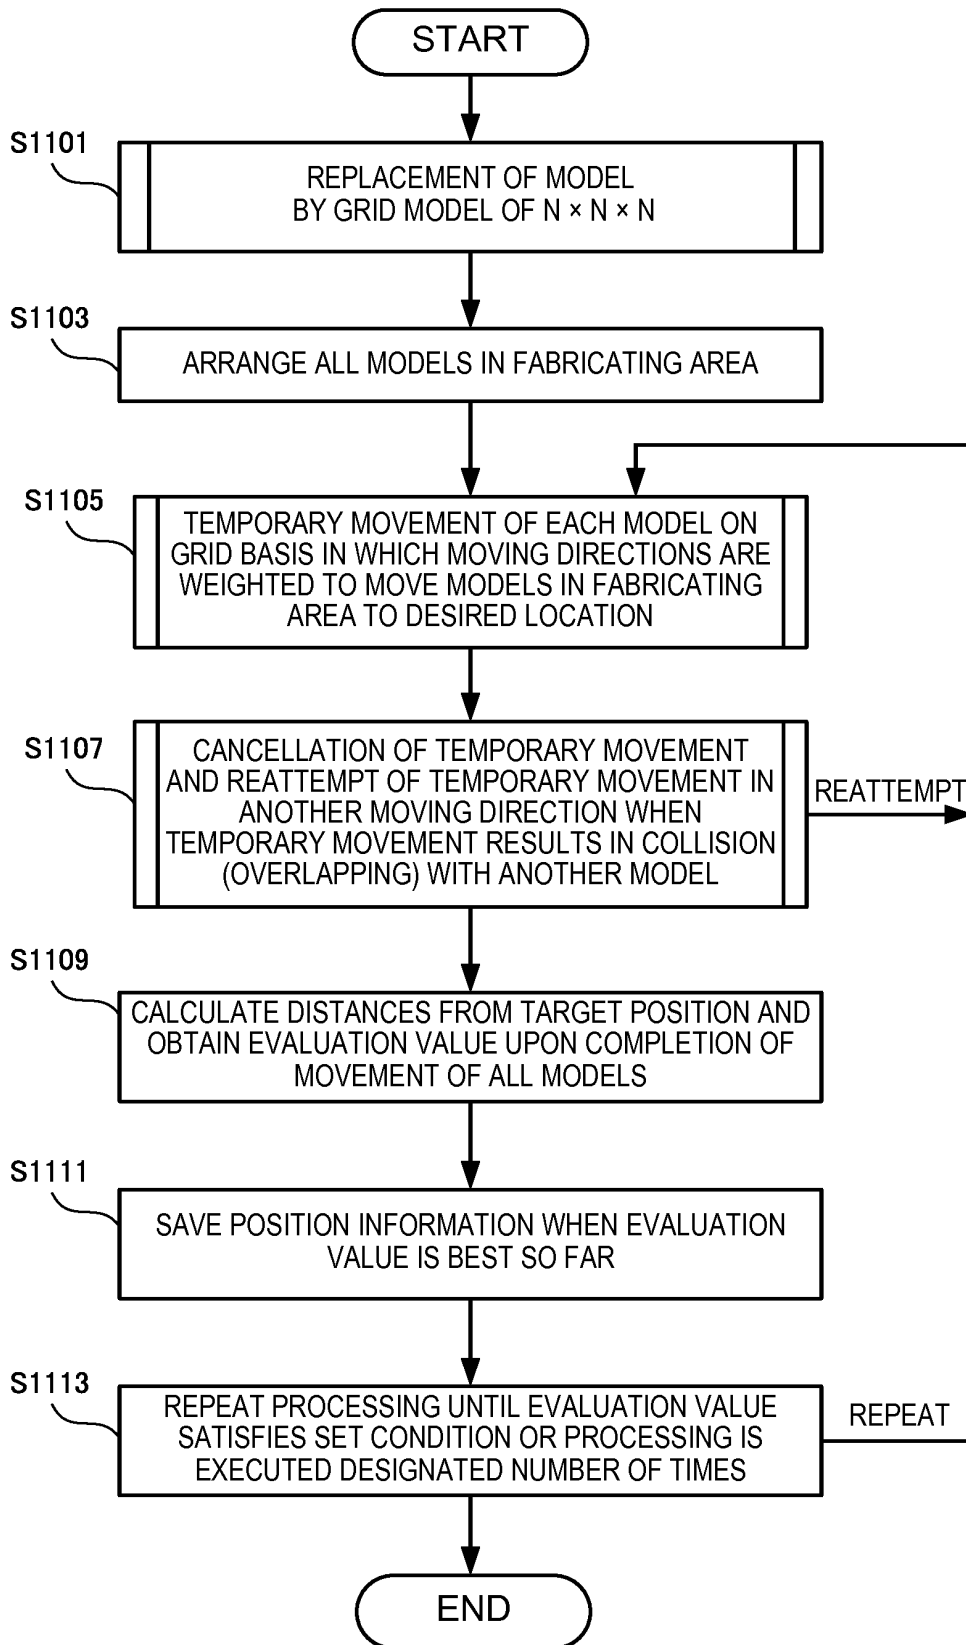 START
S1101
REPLACEMENT OF MODEL
BY GRID MODEL OF N × N × N
S1103
ARRANGE ALL MODELS IN FABRICATING AREA
S1105
TEMPORARY MOVEMENT OF EACH MODEL ON
GRID BASIS IN WHICH MOVING DIRECTIONS ARE
WEIGHTED TO MOVE MODELS IN FABRICATING
AREA TO DESIRED LOCATION
S1107
CANCELLATION OF TEMPORARY MOVEMENT
AND REATTEMPT OF TEMPORARY MOVEMENT IN
ANOTHER MOVING DIRECTION WHEN
TEMPORARY MOVEMENT RESULTS IN COLLISION
(OVERLAPPING) WITH ANOTHER MODEL
REATTEMPT
S1109
CALCULATE DISTANCES FROM TARGET POSITION AND
OBTAIN EVALUATION VALUE UPON COMPLETION OF
MOVEMENT OF ALL MODELS
S1111
SAVE POSITION INFORMATION WHEN EVALUATION
VALUE IS BEST SO FAR
S1113
REPEAT PROCESSING UNTIL EVALUATION VALUE
SATISFIES SET CONDITION OR PROCESSING IS
EXECUTED DESIGNATED NUMBER OF TIMES
REPEAT
END